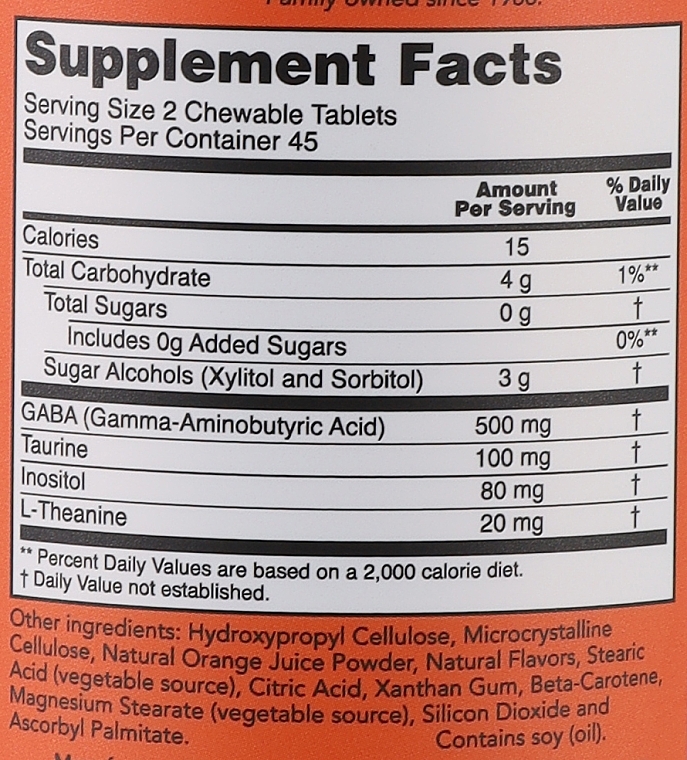 Family owned since 1968.
Supplement Facts
Serving Size 2 Chewable Tablets
Servings Per Container 45
Amount Per Serving % Daily Value
Calories 15
Total Carbohydrate 4 g 1%**
Total Sugars 0 g †
Includes 0g Added Sugars 0%**
Sugar Alcohols (Xylitol and Sorbitol) 3 g †
GABA (Gamma-Aminobutyric Acid) 500 mg †
Taurine 100 mg †
Inositol 80 mg †
L-Theanine 20 mg †
** Percent Daily Values are based on a 2,000 calorie diet.
† Daily Value not established.
Other ingredients: Hydroxypropyl Cellulose, Microcrystalline
Cellulose, Natural Orange Juice Powder, Natural Flavors, Stearic
Acid (vegetable source), Citric Acid, Xanthan Gum, Beta-Carotene,
Magnesium Stearate (vegetable source), Silicon Dioxide and
Ascorbyl Palmitate. Contains soy (oil).